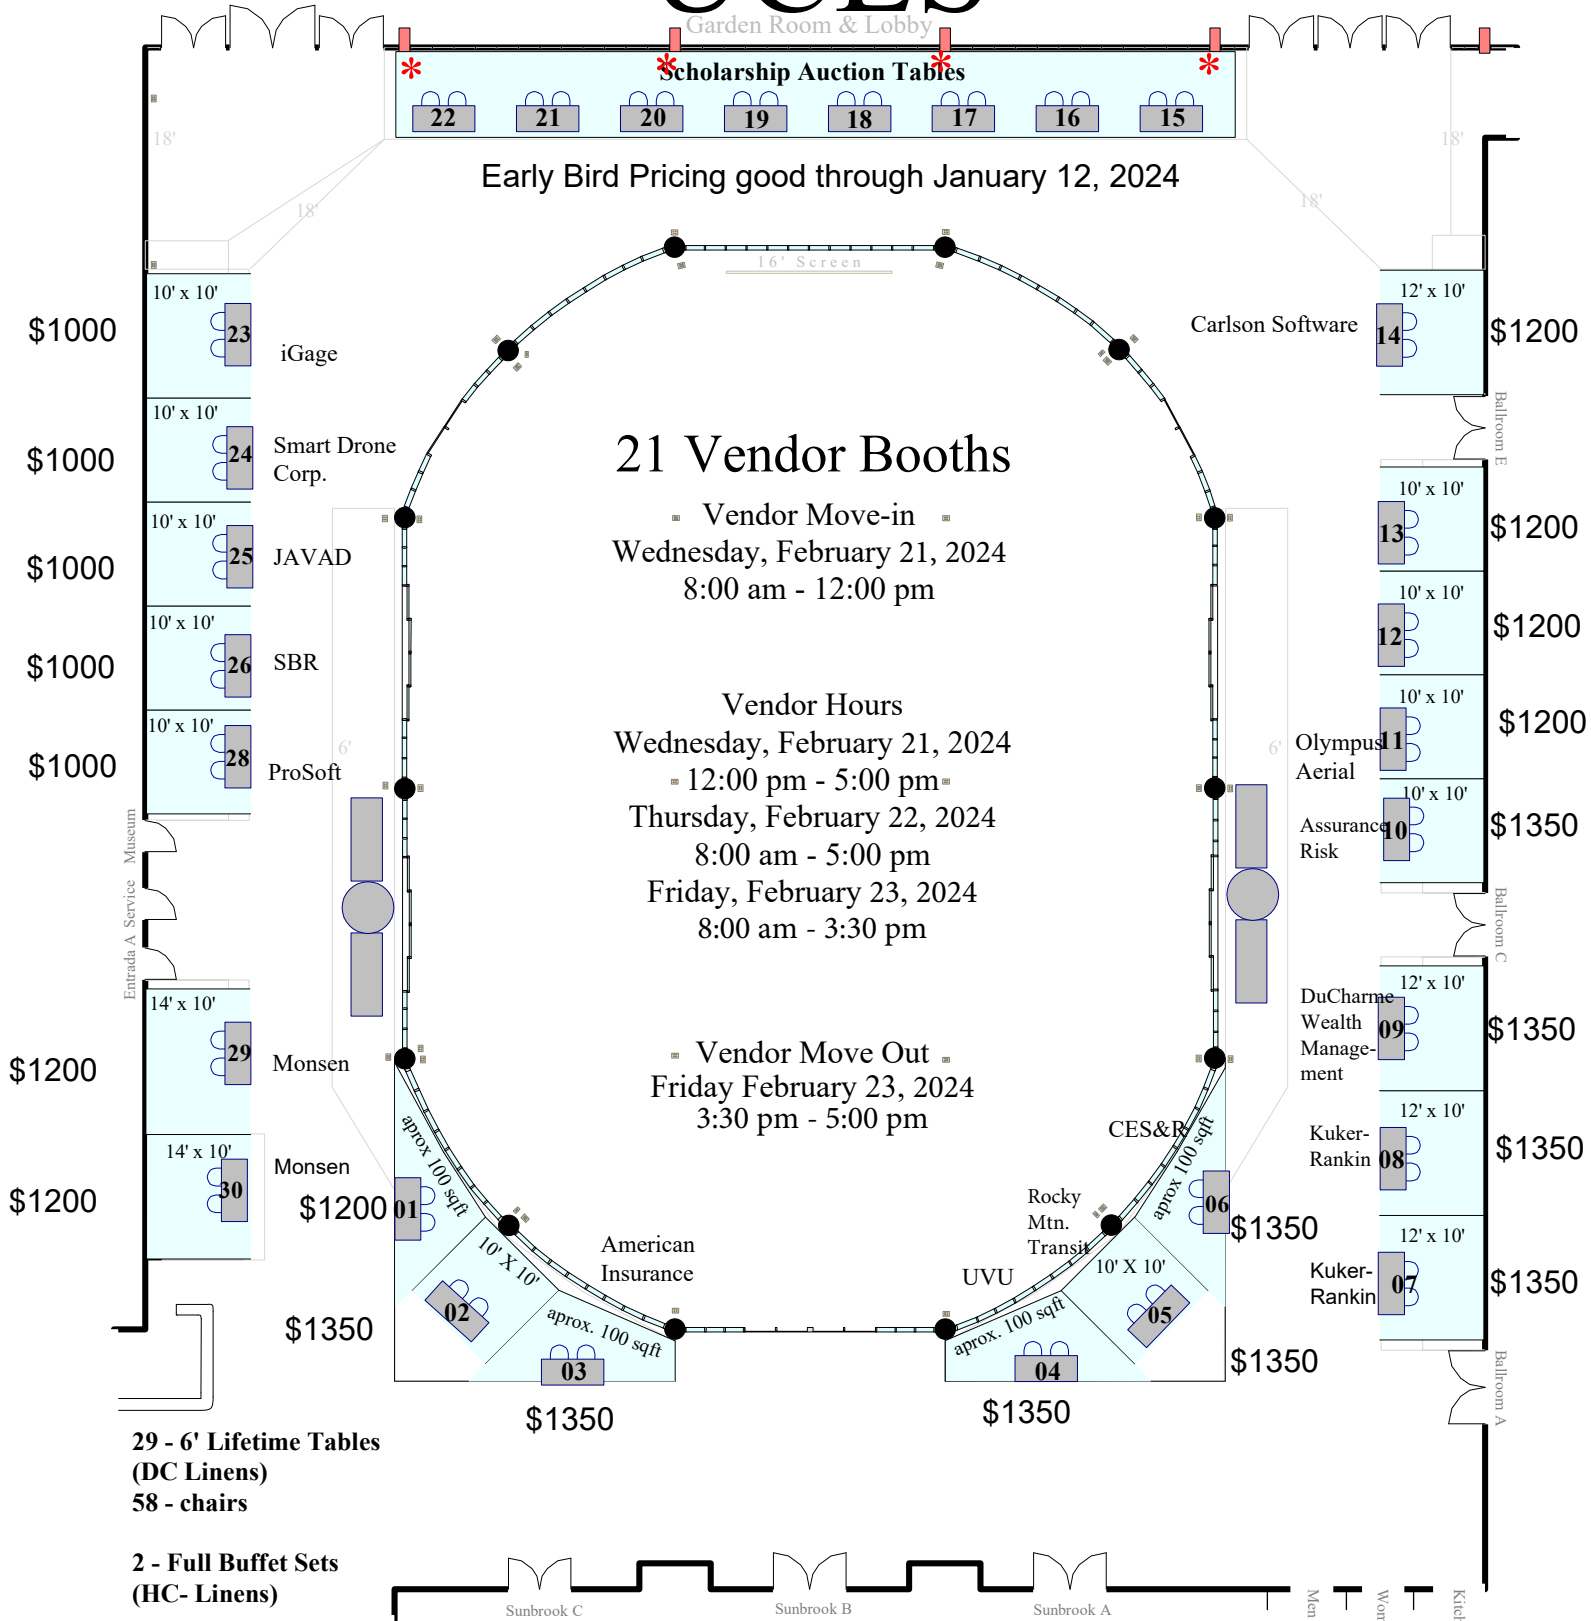 UCLS
Garden Room & Lobby
Scholarship Auction Tables
22 21 20 19 18 17 16 15
18'
18'
Early Bird Pricing good through January 12, 2024
18'
18'
16' Screen
10' x 10'
$1000
23
iGage
10' x 10'
$1000
24
Smart Drone
Corp.
10' x 10'
$1000
25
JAVAD
10' x 10'
$1000
26
SBR
10' x 10'
$1000
28
ProSoft
6'
Museum
Service
Entrada A
14' x 10'
$1200
29
Monsen
14' x 10'
$1200
30
Monsen
21 Vendor Booths
Vendor Move-in
Wednesday, February 21, 2024
8:00 am - 12:00 pm
Vendor Hours
Wednesday, February 21, 2024
12:00 pm - 5:00 pm
Thursday, February 22, 2024
8:00 am - 5:00 pm
Friday, February 23, 2024
8:00 am - 3:30 pm
Vendor Move Out
Friday February 23, 2024
3:30 pm - 5:00 pm
12' x 10'
Carlson Software
14
$1200
Ballroom E
10' x 10'
13
$1200
10' x 10'
12
$1200
10' x 10'
11
$1200
6'
Olympus
Aerial
10' x 10'
10
$1350
Assurance
Risk
Ballroom C
12' x 10'
09
$1350
DuCharme
Wealth
Manage-
ment
12' x 10'
08
$1350
Kuker-
Rankin
12' x 10'
07
$1350
Kuker-
Rankin
Ballroom A
aprox 100 sqft
$1200
01
10' X 10'
02
$1350
American
Insurance
aprox. 100 sqft
03
$1350
UVU
aprox. 100 sqft
04
$1350
Rocky
Mtn.
Transit
10' X 10'
05
$1350
CES&R
aprox 100 sqft
06
$1350
29 - 6' Lifetime Tables
(DC Linens)
58 - chairs
2 - Full Buffet Sets
(HC- Linens)
Sunbrook C
Sunbrook B
Sunbrook A
Men
Wom
Kitch